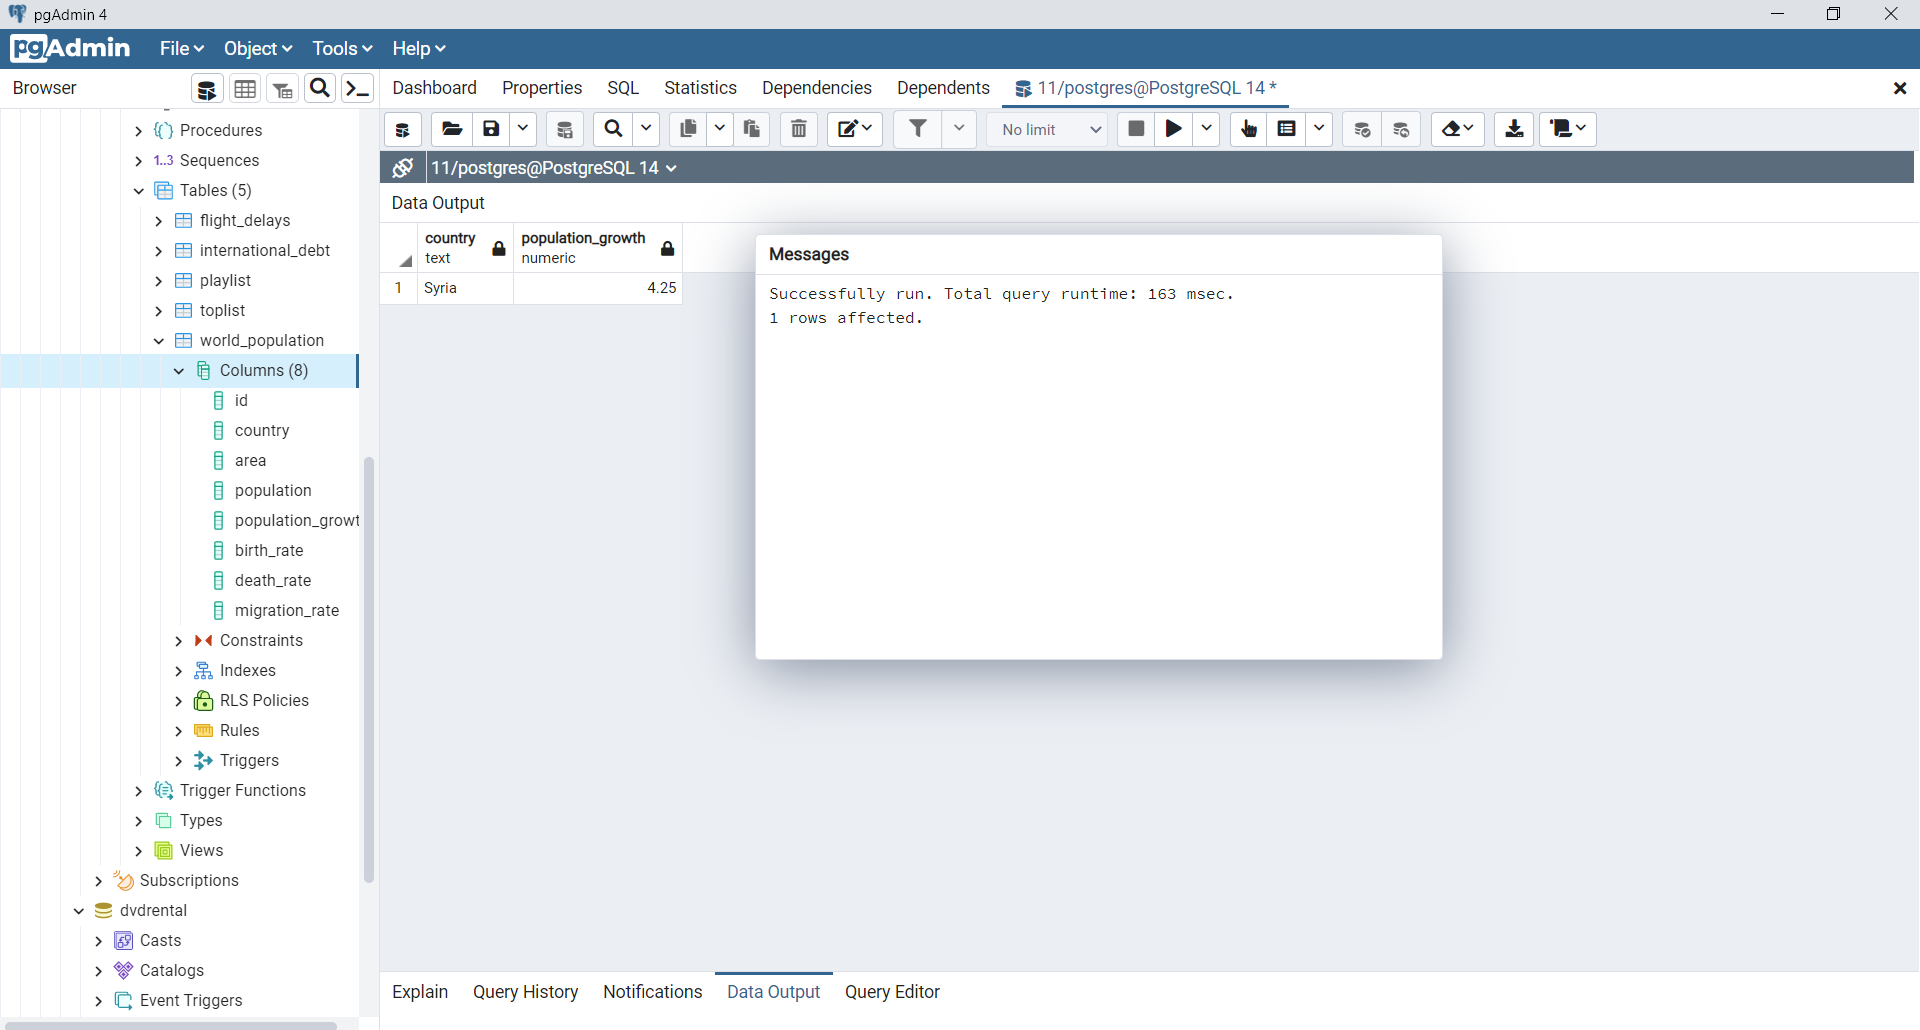 pgAdmin 4
pgAdmin File Object Tools Help
Browser
Dashboard Properties SQL Statistics Dependencies Dependents 11/postgres@PostgreSQL 14 *
No limit
11/postgres@PostgreSQL 14
Procedures
1..3 Sequences
Tables (5)
flight_delays
international_debt
playlist
toplist
world_population
Columns (8)
id
country
area
population
population_growt
birth_rate
death_rate
migration_rate
Constraints
Indexes
RLS Policies
Rules
Triggers
Trigger Functions
Types
Views
Subscriptions
dvdrental
Casts
Catalogs
Event Triggers
Data Output
country population_growth
text numeric
1 Syria 4.25
Messages
Successfully run. Total query runtime: 163 msec.
1 rows affected.
Explain Query History Notifications Data Output Query Editor